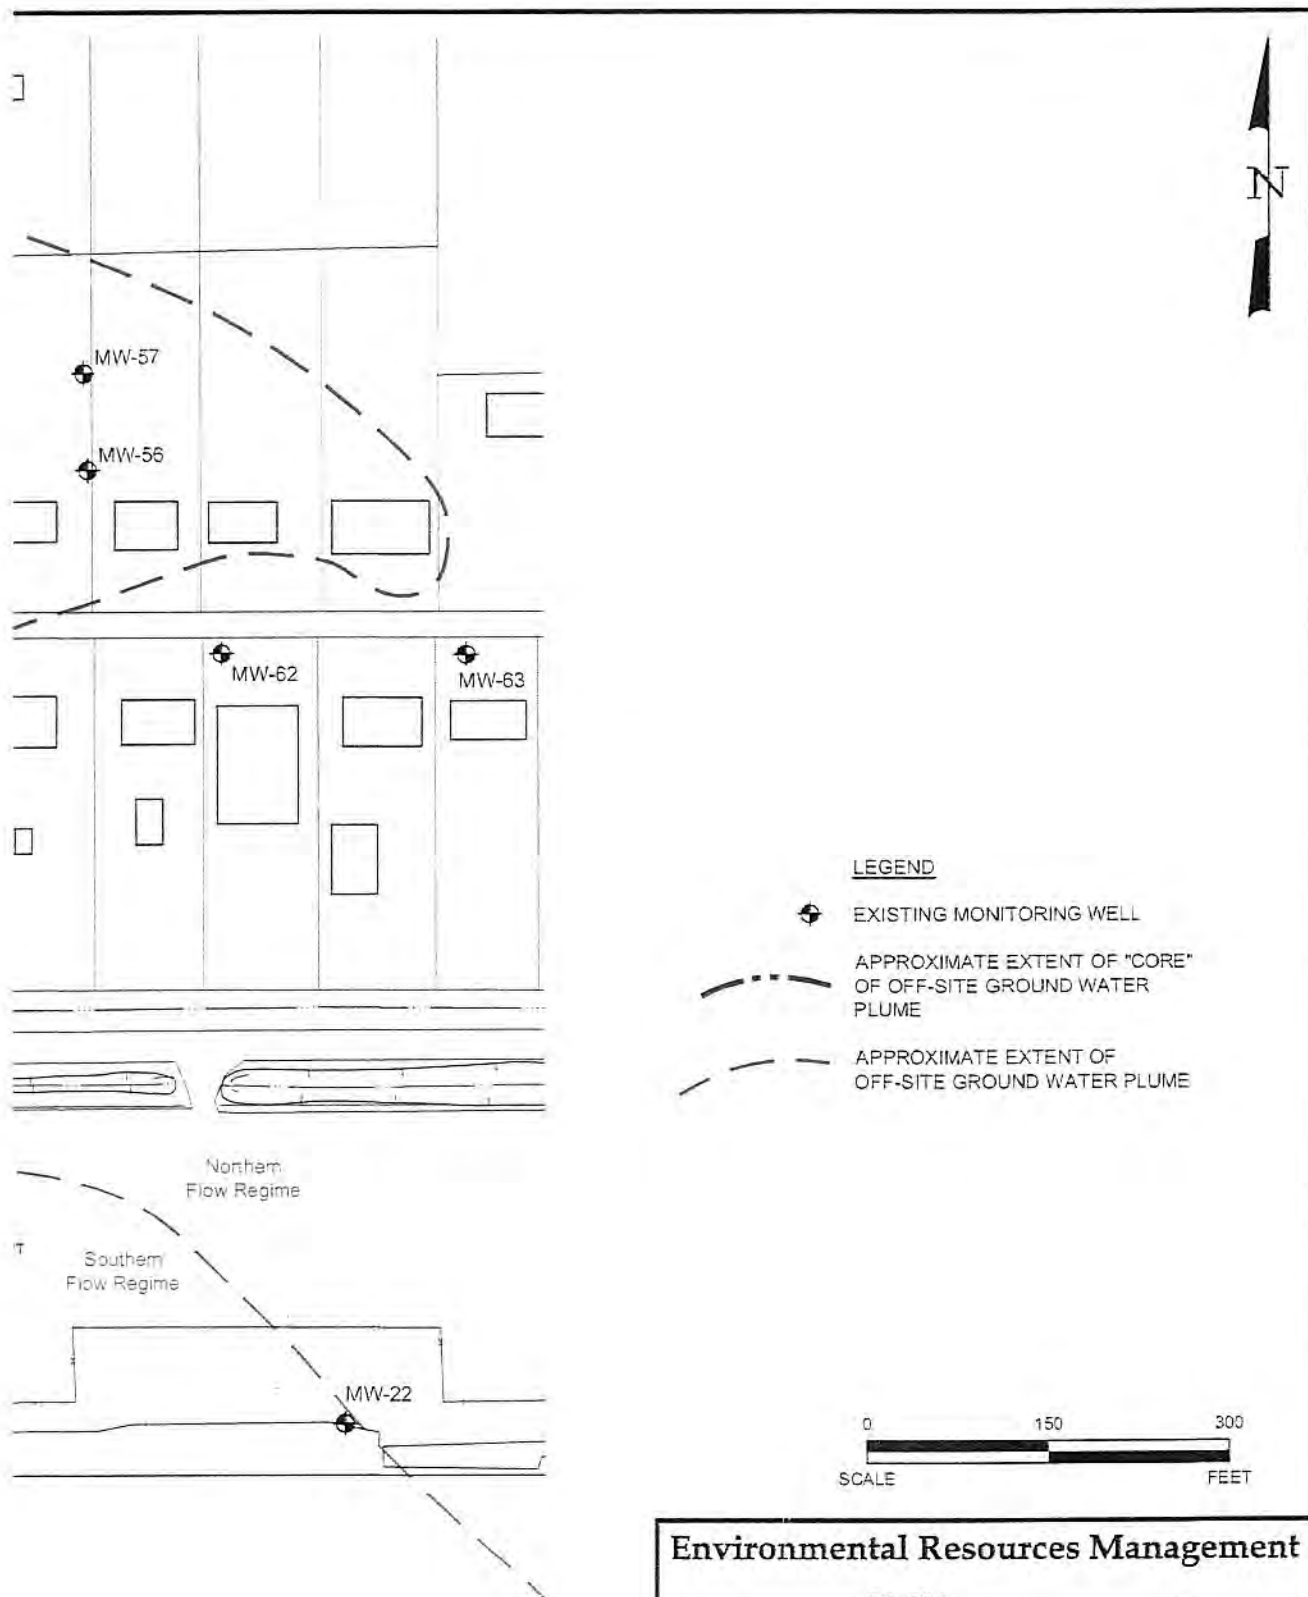 N
MW-57
MW-56
MW-62
MW-63
LEGEND
EXISTING MONITORING WELL
APPROXIMATE EXTENT OF "CORE"
OF OFF-SITE GROUND WATER
PLUME
APPROXIMATE EXTENT OF
OFF-SITE GROUND WATER PLUME
Northern
Flow Regime
Southern
Flow Regime
MW-22
0 150 300
SCALE FEET
Environmental Resources Management